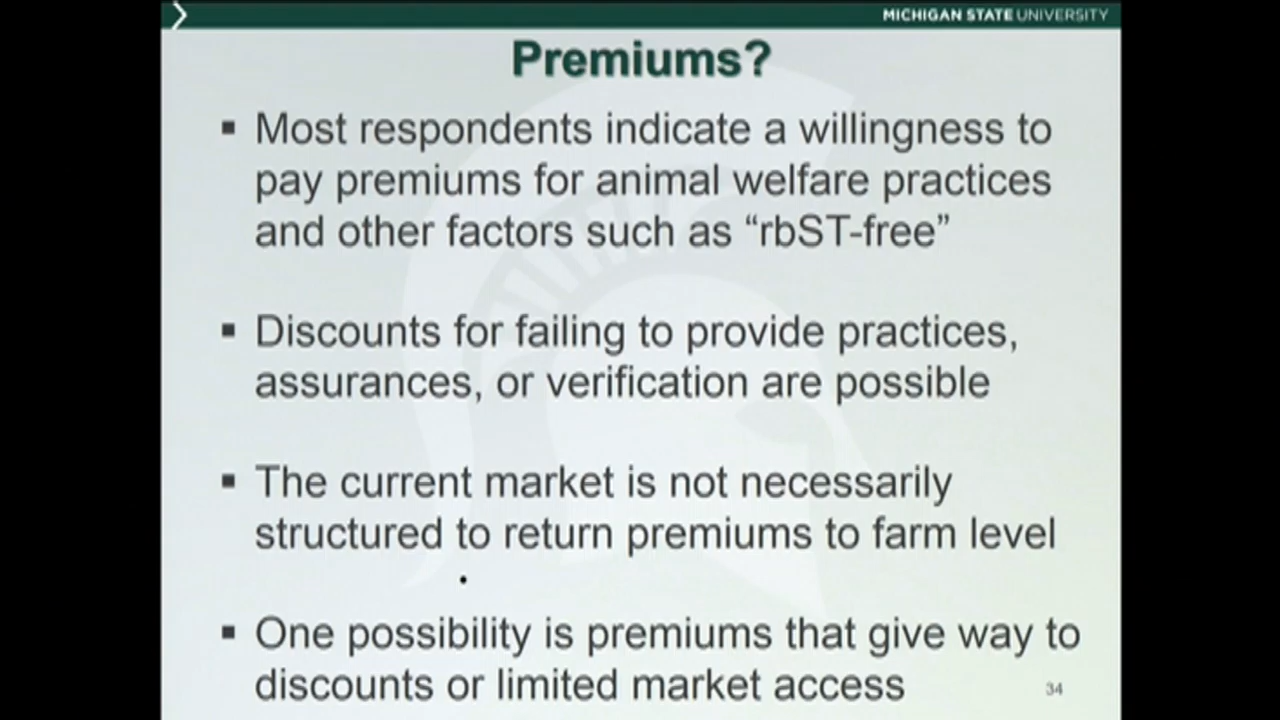 MICHIGAN STATE UNIVERSITY
Premiums?
▪ Most respondents indicate a willingness to
pay premiums for animal welfare practices
and other factors such as “rbST-free”
▪ Discounts for failing to provide practices,
assurances, or verification are possible
▪ The current market is not necessarily
structured to return premiums to farm level
▪ One possibility is premiums that give way to
discounts or limited market access
34